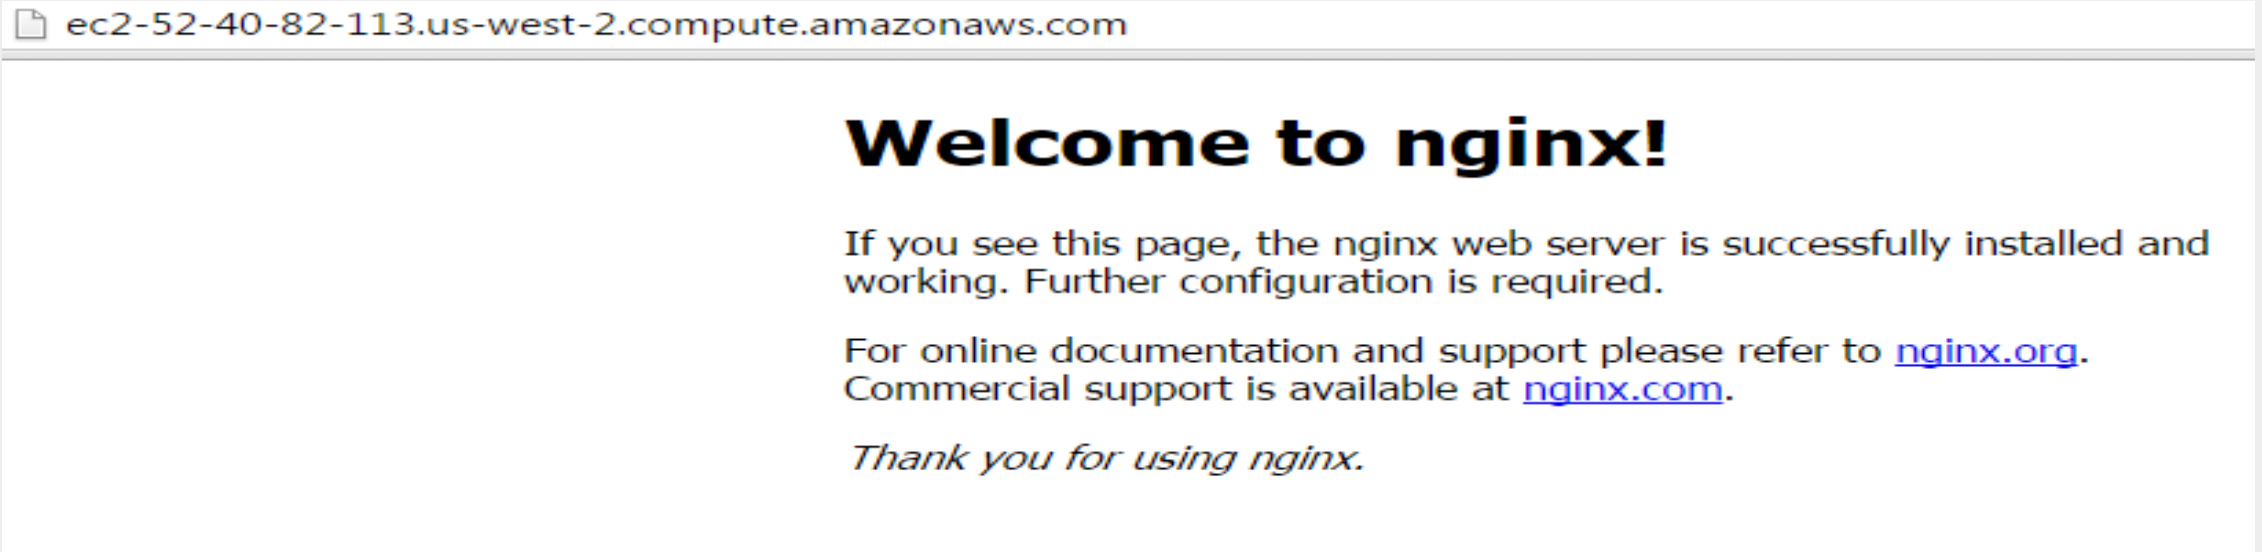 ec2-52-40-82-113.us-west-2.compute.amazonaws.com
Welcome to nginx!
If you see this page, the nginx web server is successfully installed and
working. Further configuration is required.
For online documentation and support please refer to nginx.org.
Commercial support is available at nginx.com.
Thank you for using nginx.